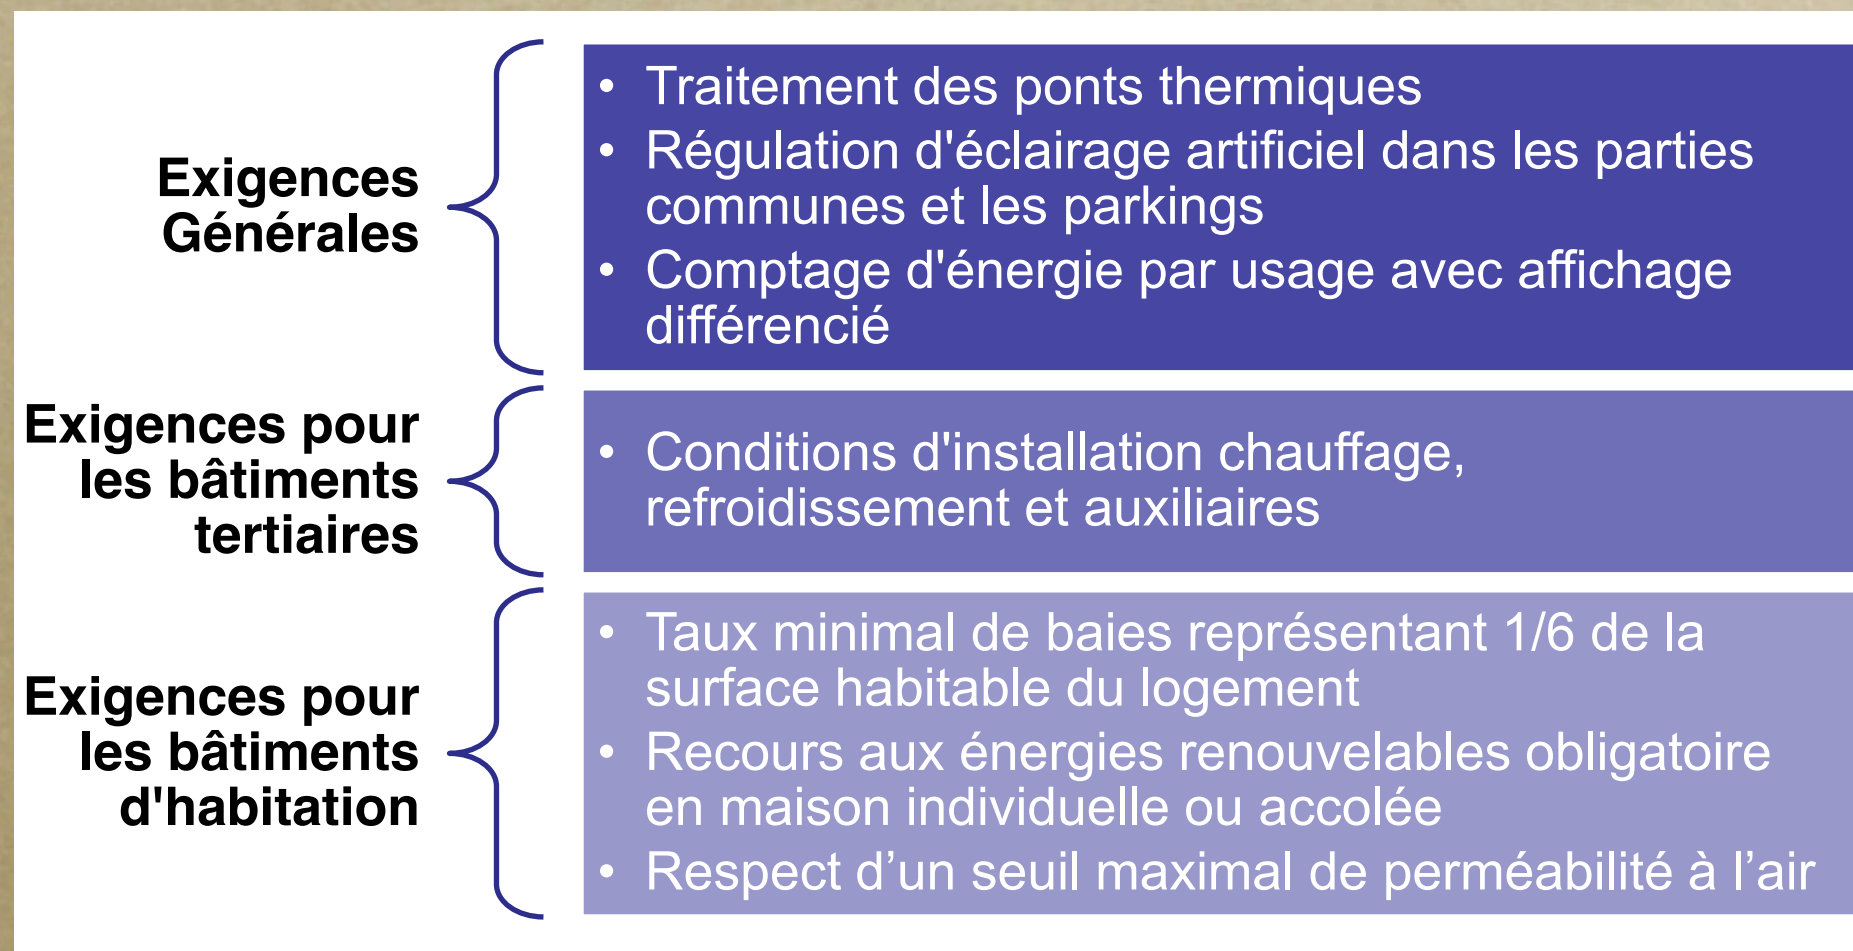 Exigences
Générales
• Traitement des ponts thermiques
• Régulation d'éclairage artificiel dans les parties
communes et les parkings
• Comptage d'énergie par usage avec affichage
différencié
Exigences pour
les bâtiments
tertiaires
• Conditions d'installation chauffage,
refroidissement et auxiliaires
Exigences pour
les bâtiments
d'habitation
• Taux minimal de baies représentant 1/6 de la
surface habitable du logement
• Recours aux énergies renouvelables obligatoire
en maison individuelle ou accolée
• Respect d’un seuil maximal de perméabilité à l’air